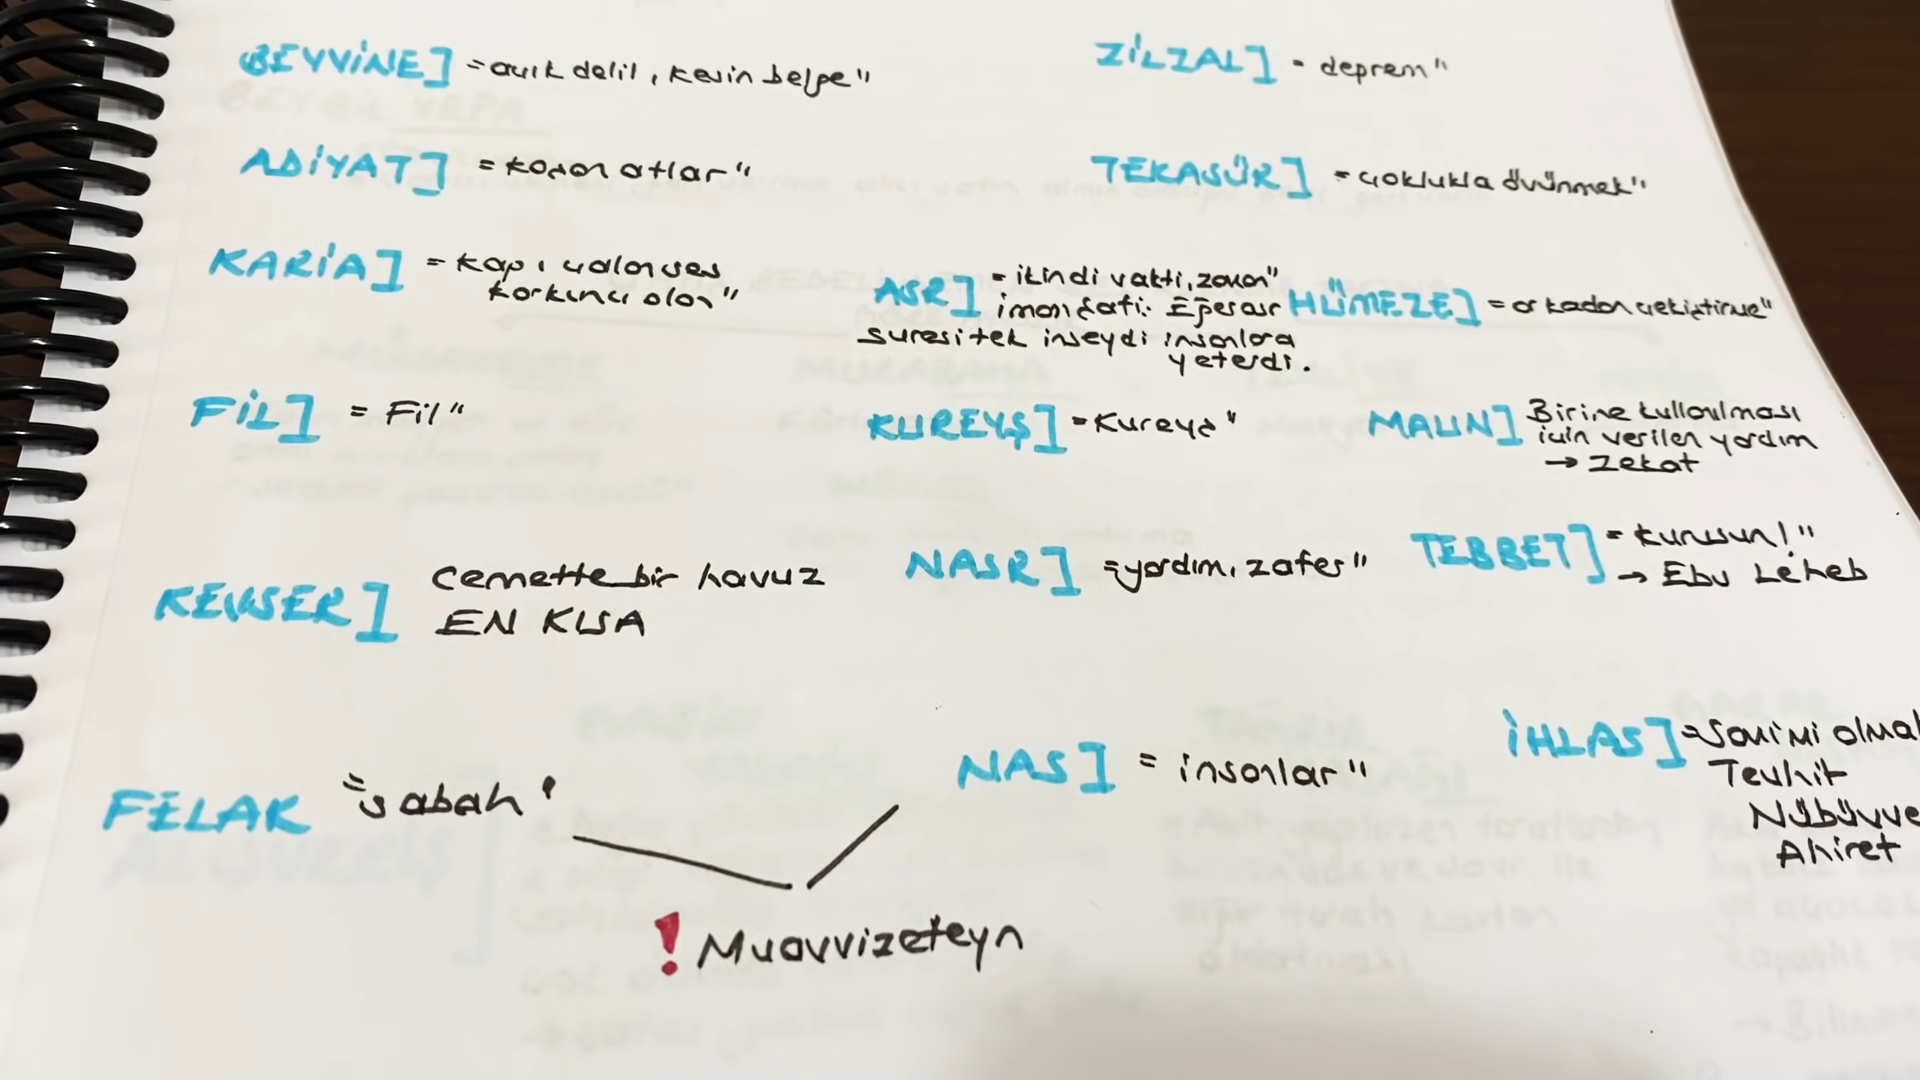 BEYYİNE] = açık delil, kesin belge"
ZİLZAL] = deprem"
ADİYAT] = koşan atlar"
TEKASÜR] = çoklukla övünmek"
KARİA] = kapı çalan ses
korkunç olan"
ASR] = ikindi vakti, zaman"
imam Şafi: Eğer asr
suresi tek inseydi insanlara
yeterdi.
HÜMEZE] = arkadan çekiştirme"
FİL] = Fil"
KUREYŞ] = Kureyş"
MAUN] Birine kullanılması
için verilen yardım
→ zekat
KEVSER] Cennette bir havuz
EN KISA
NASR] = yardım, zafer"
TEBBET] = kurusun!"
→ Ebu Leheb
FELAK "sabah"
NAS] = insanlar"
İHLAS] = Samimi olma
Tevhit
Nübüvve
Ahiret
! Muavvizeteyn